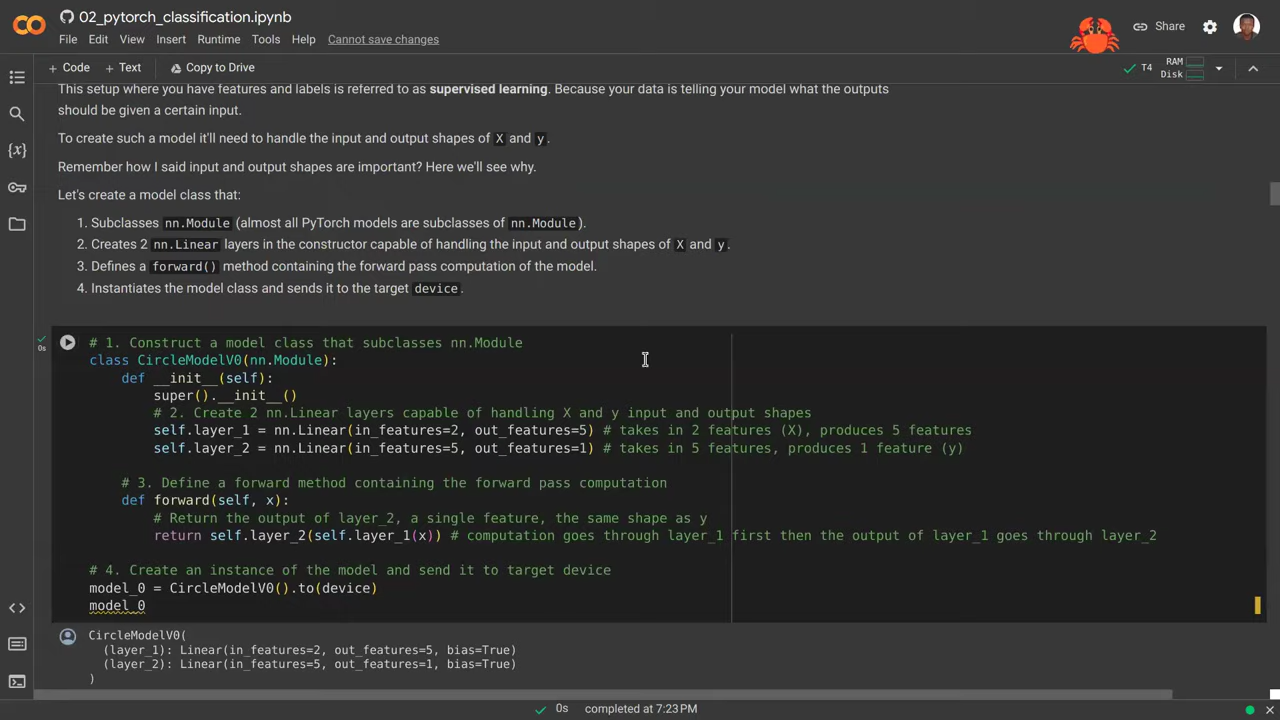 02_pytorch_classification.ipynb
File Edit View Insert Runtime Tools Help Cannot save changes
Share
+ Code + Text Copy to Drive
T4 RAM Disk
This setup where you have features and labels is referred to as supervised learning. Because your data is telling your model what the outputs
should be given a certain input.
To create such a model it'll need to handle the input and output shapes of X and y.
Remember how I said input and output shapes are important? Here we'll see why.
Let's create a model class that:
1. Subclasses nn.Module (almost all PyTorch models are subclasses of nn.Module).
2. Creates 2 nn.Linear layers in the constructor capable of handling the input and output shapes of X and y.
3. Defines a forward() method containing the forward pass computation of the model.
4. Instantiates the model class and sends it to the target device.
0s
# 1. Construct a model class that subclasses nn.Module
class CircleModelV0(nn.Module):
def __init__(self):
super().__init__()
# 2. Create 2 nn.Linear layers capable of handling X and y input and output shapes
self.layer_1 = nn.Linear(in_features=2, out_features=5) # takes in 2 features (X), produces 5 features
self.layer_2 = nn.Linear(in_features=5, out_features=1) # takes in 5 features, produces 1 feature (y)
# 3. Define a forward method containing the forward pass computation
def forward(self, x):
# Return the output of layer_2, a single feature, the same shape as y
return self.layer_2(self.layer_1(x)) # computation goes through layer_1 first then the output of layer_1 goes through layer_2
# 4. Create an instance of the model and send it to target device
model_0 = CircleModelV0().to(device)
model_0
CircleModelV0(
(layer_1): Linear(in_features=2, out_features=5, bias=True)
(layer_2): Linear(in_features=5, out_features=1, bias=True)
)
0s completed at 7:23PM